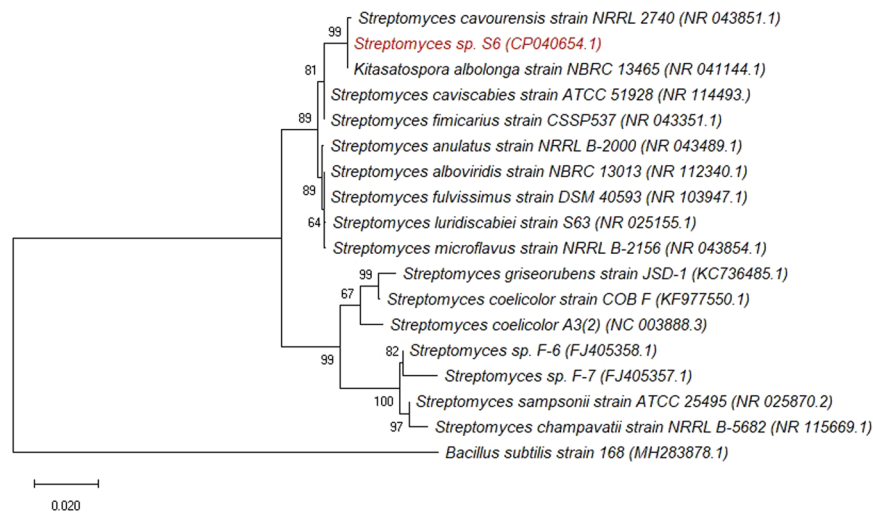 Streptomyces cavourensis strain NRRL 2740 (NR 043851.1)
99
Streptomyces sp. S6 (CP040654.1)
Kitasatospora albolonga strain NBRC 13465 (NR 041144.1)
81
Streptomyces caviscabies strain ATCC 51928 (NR 114493.)
89
Streptomyces fimicarius strain CSSP537 (NR 043351.1)
Streptomyces anulatus strain NRRL B-2000 (NR 043489.1)
Streptomyces alboviridis strain NBRC 13013 (NR 112340.1)
89
Streptomyces fulvissimus strain DSM 40593 (NR 103947.1)
64
Streptomyces luridiscabiei strain S63 (NR 025155.1)
Streptomyces microflavus strain NRRL B-2156 (NR 043854.1)
99
Streptomyces griseorubens strain JSD-1 (KC736485.1)
67
Streptomyces coelicolor strain COB F (KF977550.1)
Streptomyces coelicolor A3(2) (NC 003888.3)
99
82
Streptomyces sp. F-6 (FJ405358.1)
Streptomyces sp. F-7 (FJ405357.1)
100
Streptomyces sampsonii strain ATCC 25495 (NR 025870.2)
97
Streptomyces champavatii strain NRRL B-5682 (NR 115669.1)
Bacillus subtilis strain 168 (MH283878.1)
0.020